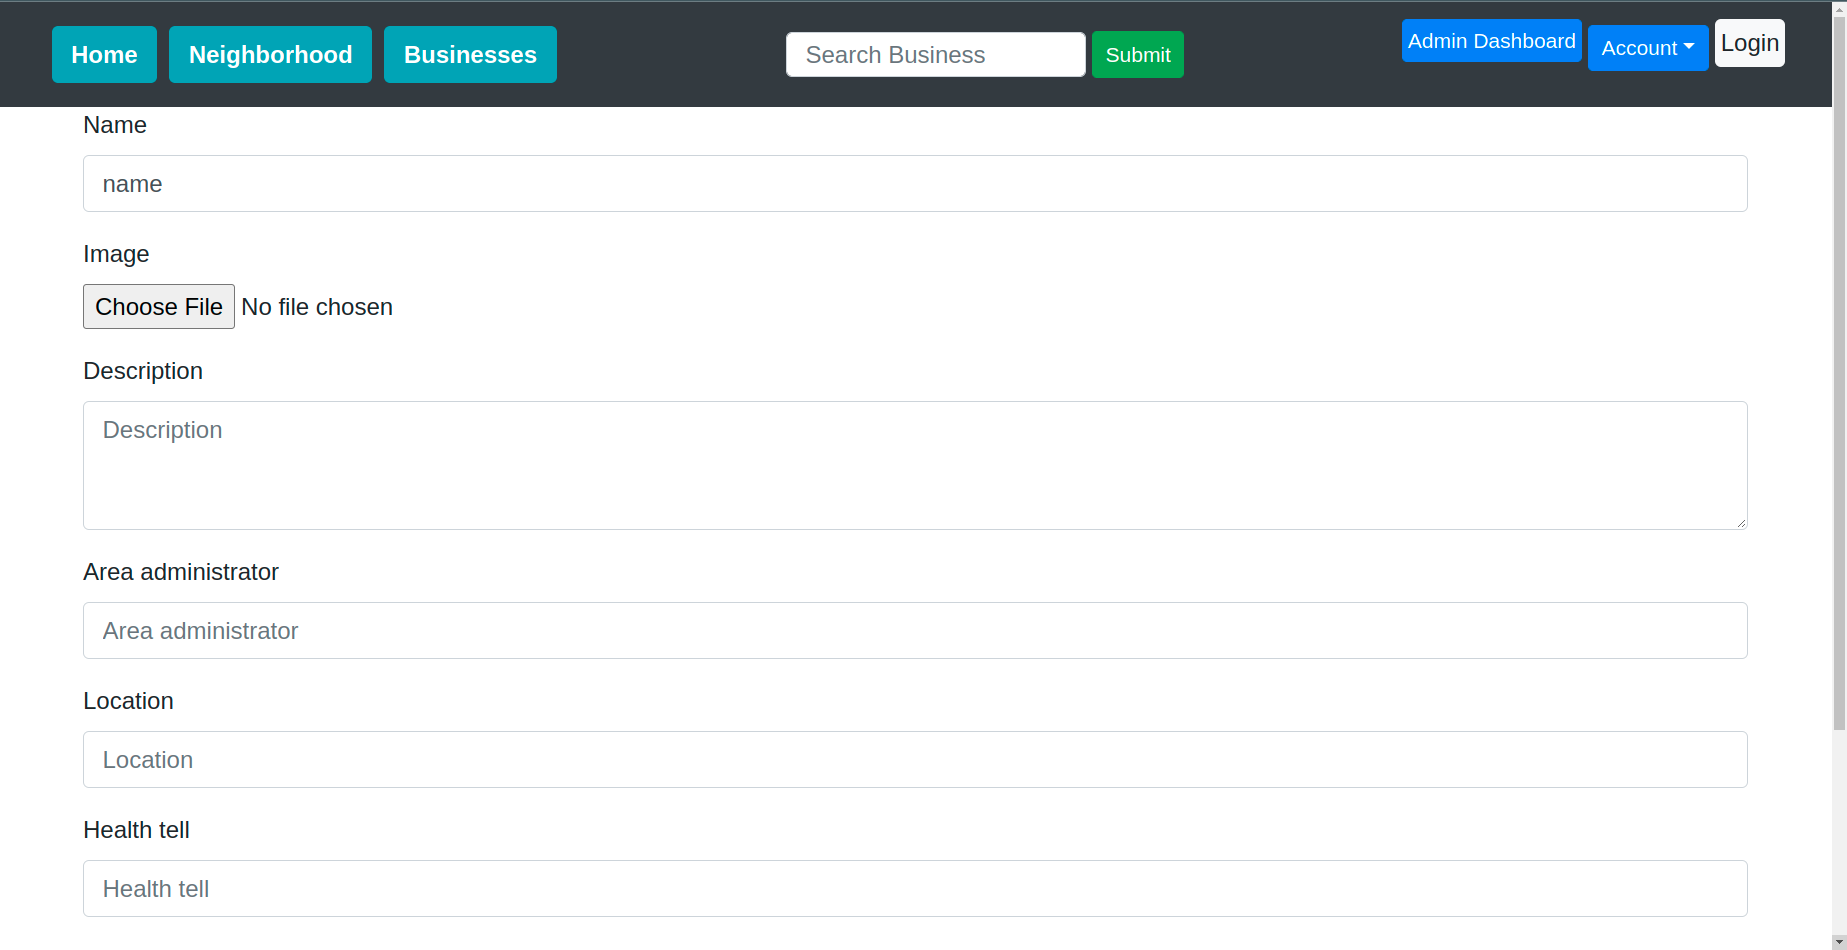 Home Neighborhood Businesses Search Business Submit Admin Dashboard Account Login
Name
name
Image
Choose File No file chosen
Description
Description
Area administrator
Area administrator
Location
Location
Health tell
Health tell